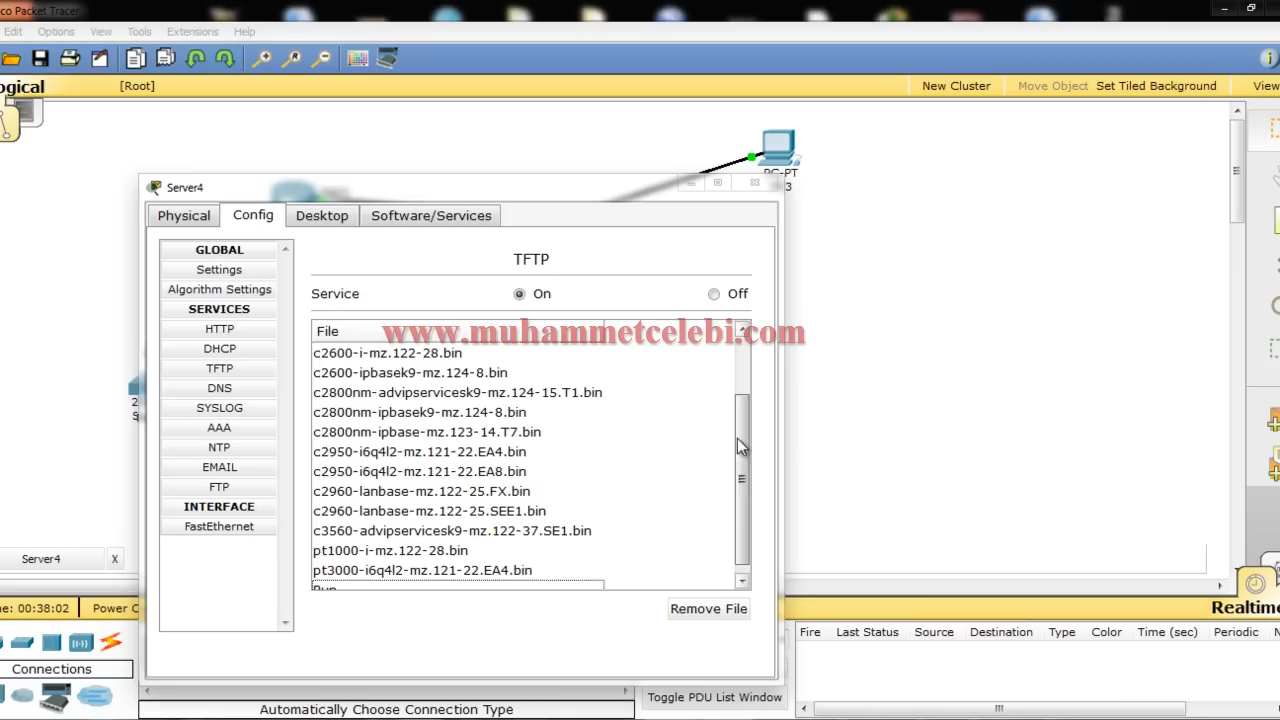 co Packet Tracer
Edit Options View Tools Extensions Help
ogical [Root] New Cluster Move Object Set Tiled Background View
PC-PT
3
Server4
Physical Config Desktop Software/Services
GLOBAL
Settings
Algorithm Settings
SERVICES
HTTP
DHCP
TFTP
DNS
SYSLOG
AAA
NTP
EMAIL
FTP
INTERFACE
FastEthernet
TFTP
Service On Off
File
www.muhammetcelebi.com
c2600-i-mz.122-28.bin
c2600-ipbasek9-mz.124-8.bin
c2800nm-advipservicesk9-mz.124-15.T1.bin
c2800nm-ipbasek9-mz.124-8.bin
c2800nm-ipbase-mz.123-14.T7.bin
c2950-i6q4l2-mz.121-22.EA4.bin
c2950-i6q4l2-mz.121-22.EA8.bin
c2960-lanbase-mz.122-25.FX.bin
c2960-lanbase-mz.122-25.SEE1.bin
c3560-advipservicesk9-mz.122-37.SE1.bin
pt1000-i-mz.122-28.bin
pt3000-i6q4l2-mz.121-22.EA4.bin
Remove File
2
S
Server4 X
me: 00:38:02 Power C
Realtime
Connections
Automatically Choose Connection Type
Toggle PDU List Window
Fire Last Status Source Destination Type Color Time (sec) Periodic N